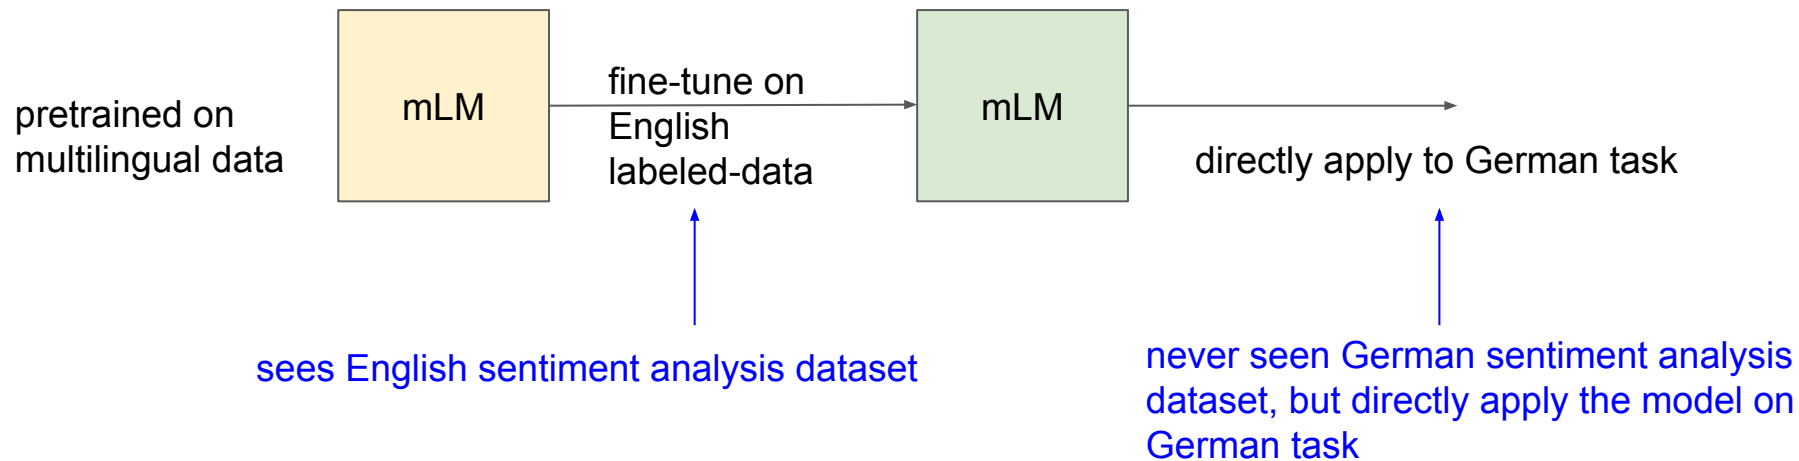 pretrained on
multilingual data
mLM
fine-tune on
English
labeled-data
mLM
directly apply to German task
sees English sentiment analysis dataset
never seen German sentiment analysis
dataset, but directly apply the model on
German task